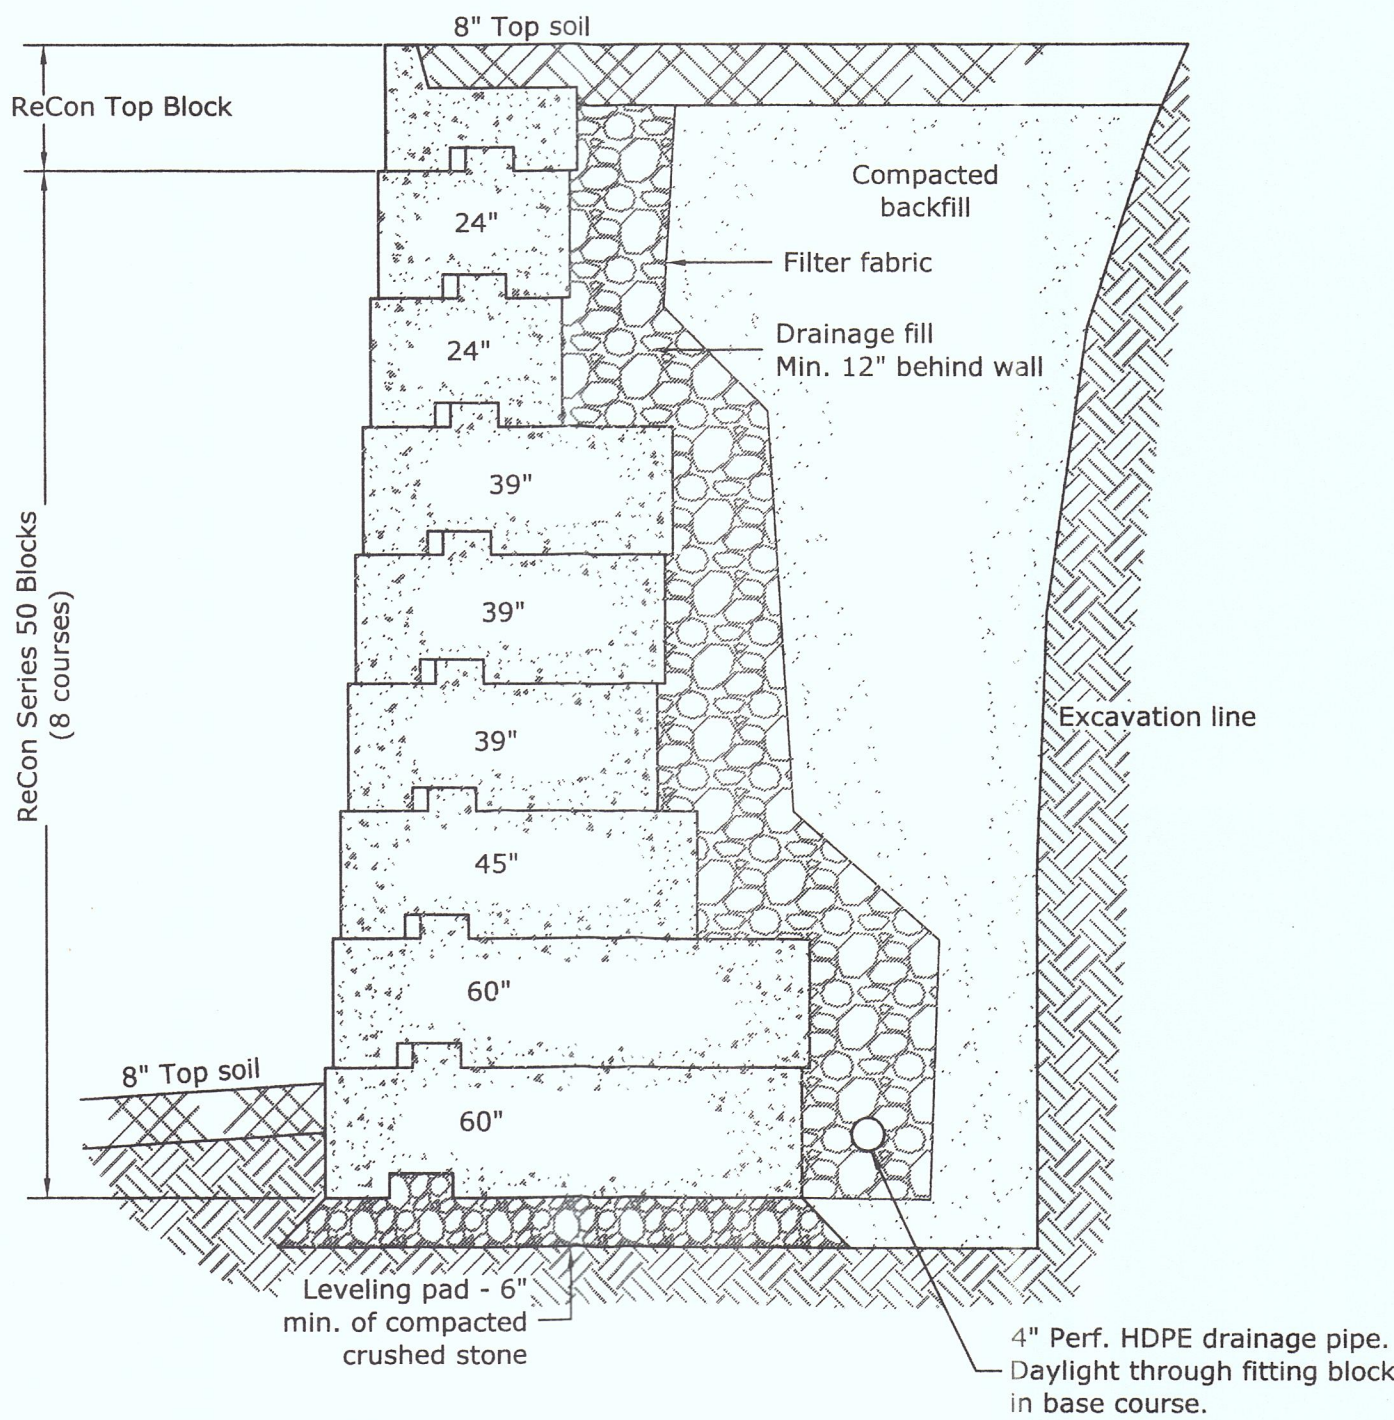 8" Top soil
ReCon Top Block
Compacted
backfill
24"
Filter fabric
Drainage fill
Min. 12" behind wall
24"
39"
39"
ReCon Series 50 Blocks
(8 courses)
39"
Excavation line
45"
60"
8" Top soil
60"
Leveling pad - 6"
min. of compacted
crushed stone
4" Perf. HDPE drainage pipe.
Daylight through fitting block
in base course.